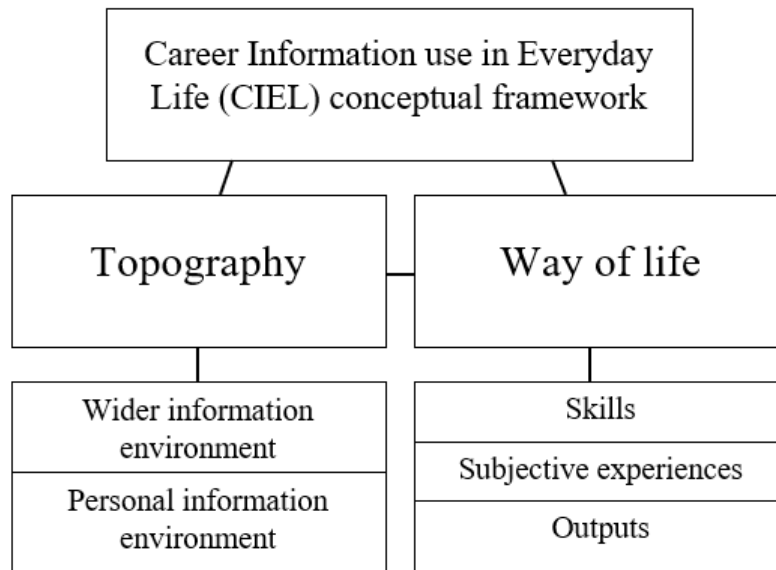 Career Information use in Everyday
Life (CIEL) conceptual framework
Topography
Way of life
Wider information
environment
Personal information
environment
Skills
Subjective experiences
Outputs